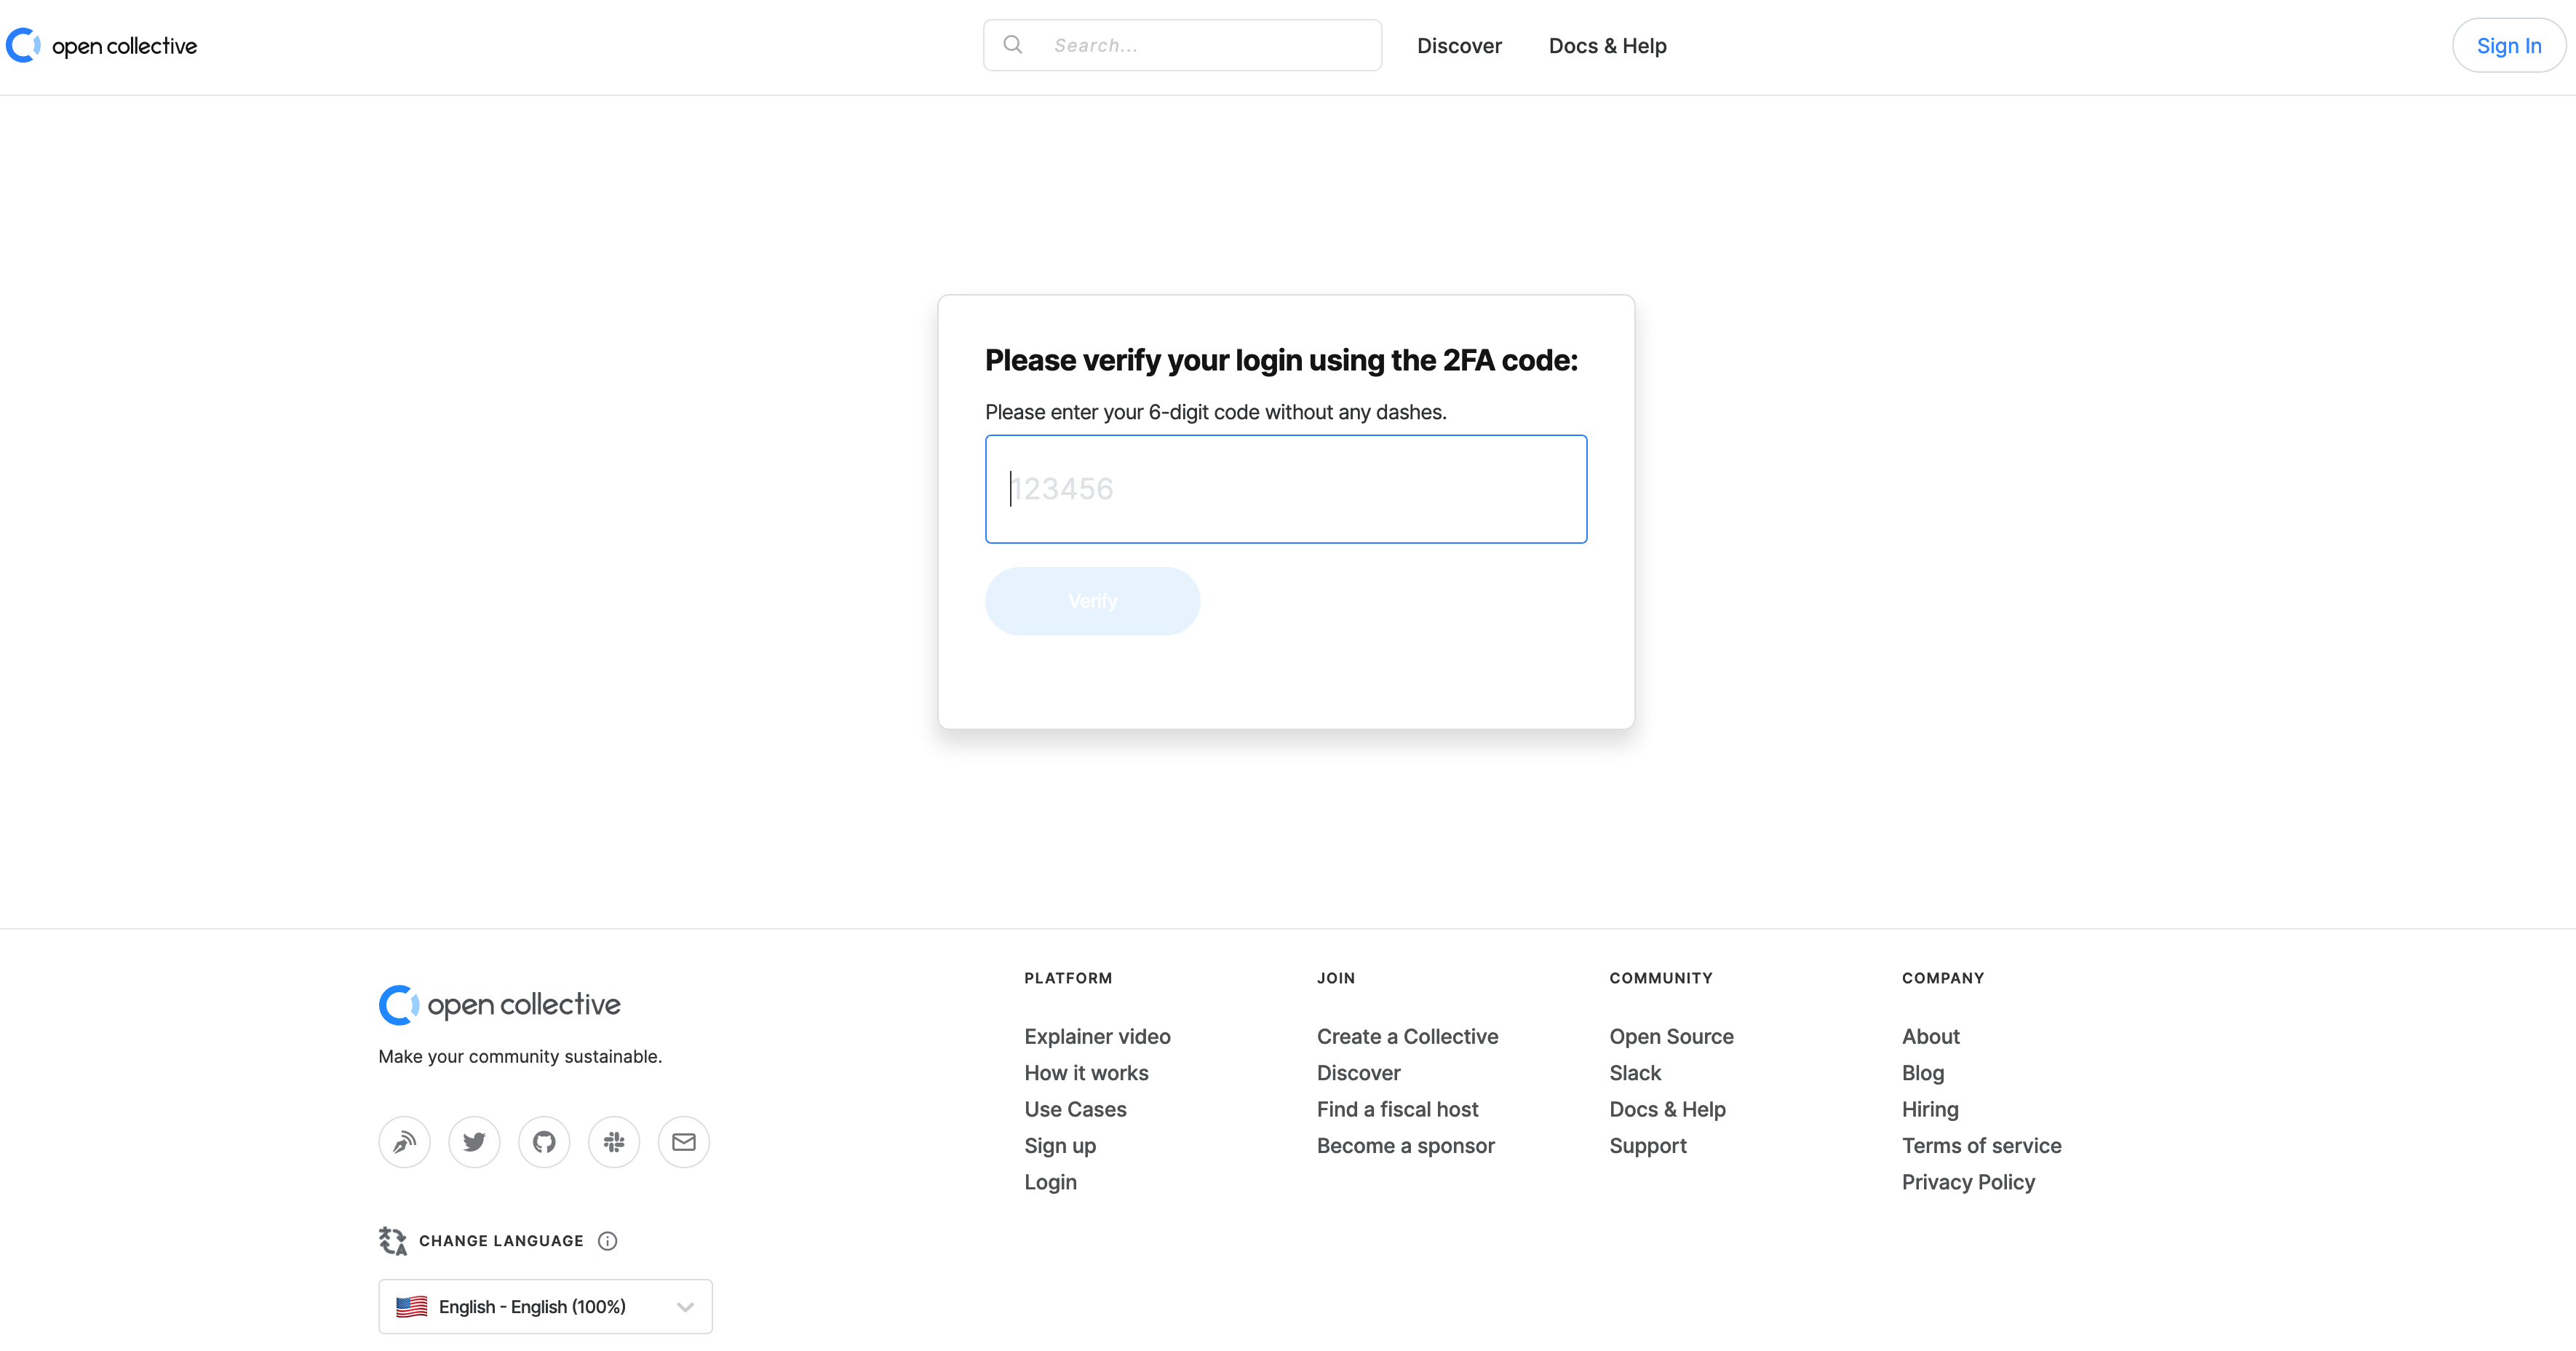 open collective
Search...
Discover
Docs & Help
Sign In
Please verify your login using the 2FA code:
Please enter your 6-digit code without any dashes.
123456
Verify
open collective
Make your community sustainable.
CHANGE LANGUAGE
English - English (100%)
PLATFORM
Explainer video
How it works
Use Cases
Sign up
Login
JOIN
Create a Collective
Discover
Find a fiscal host
Become a sponsor
COMMUNITY
Open Source
Slack
Docs & Help
Support
COMPANY
About
Blog
Hiring
Terms of service
Privacy Policy